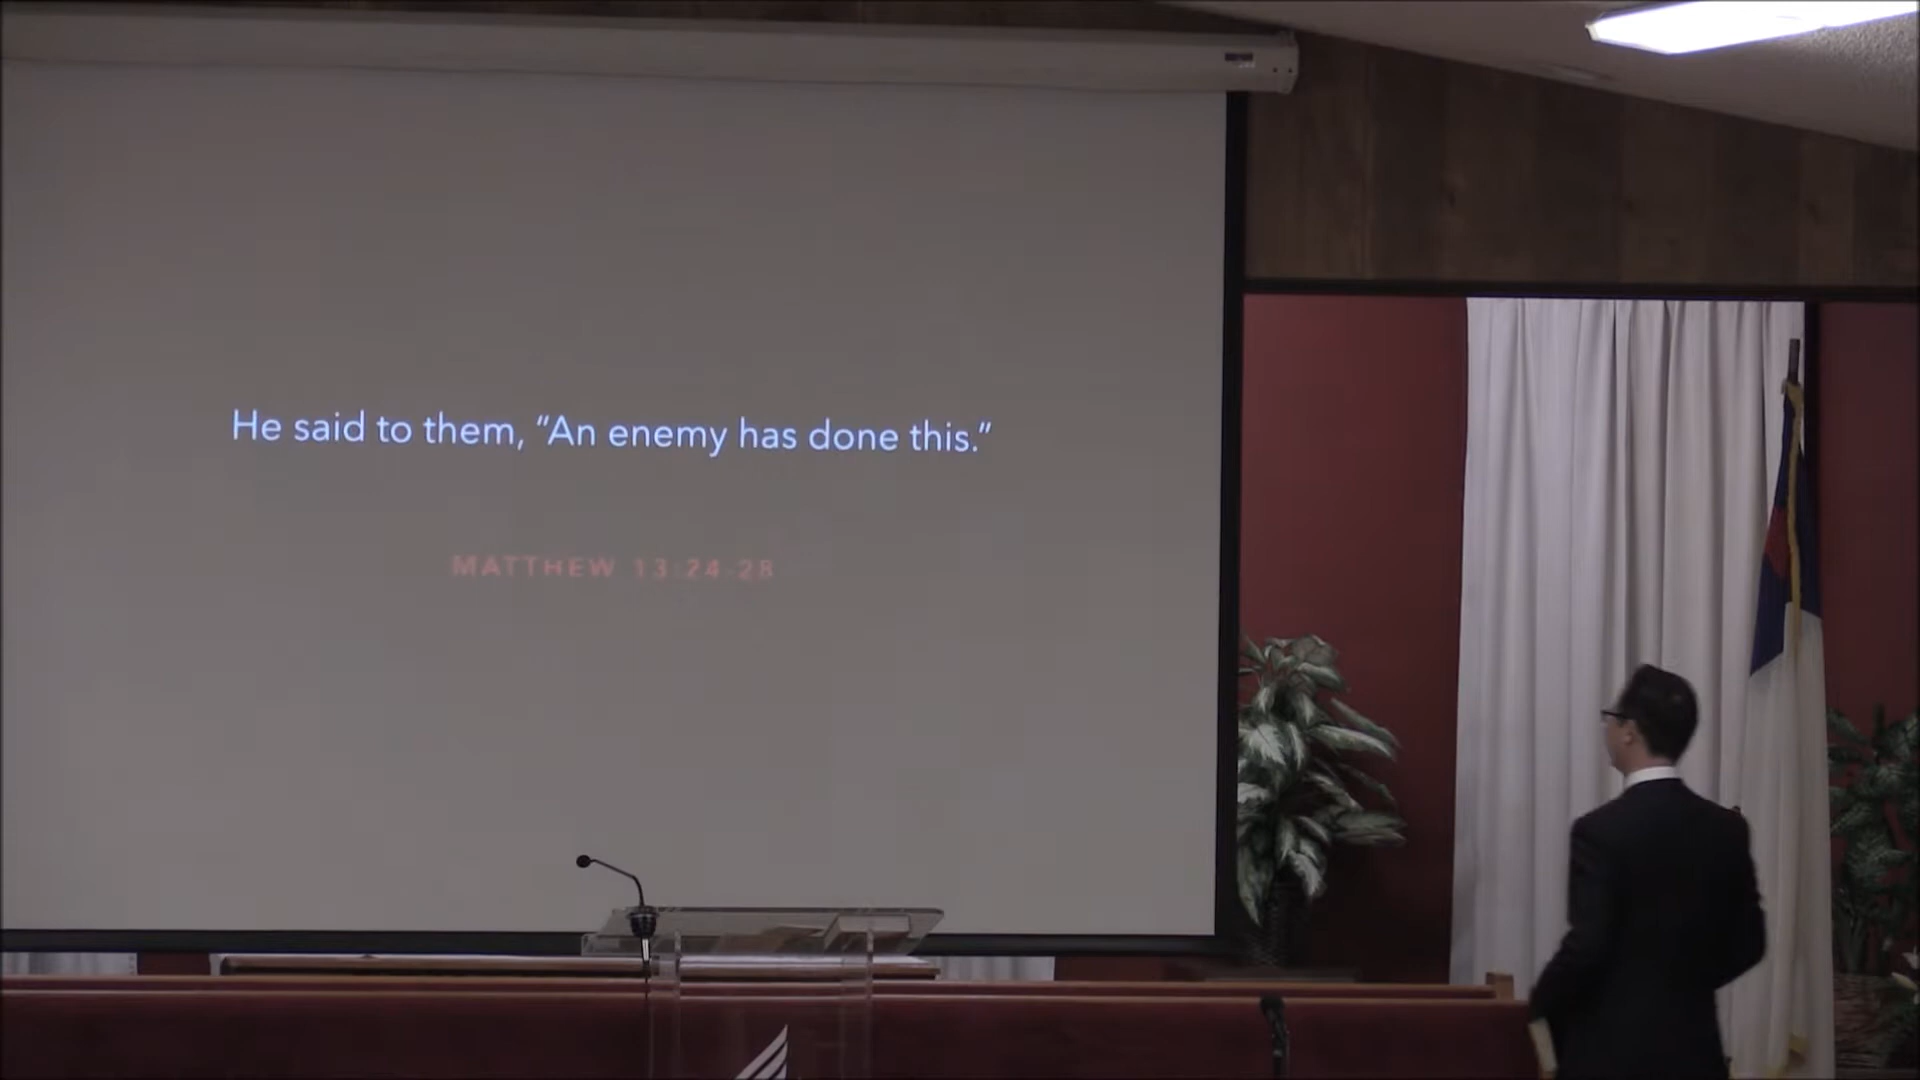 He said to them, “An enemy has done this.”
MATTHEW 13:24-28